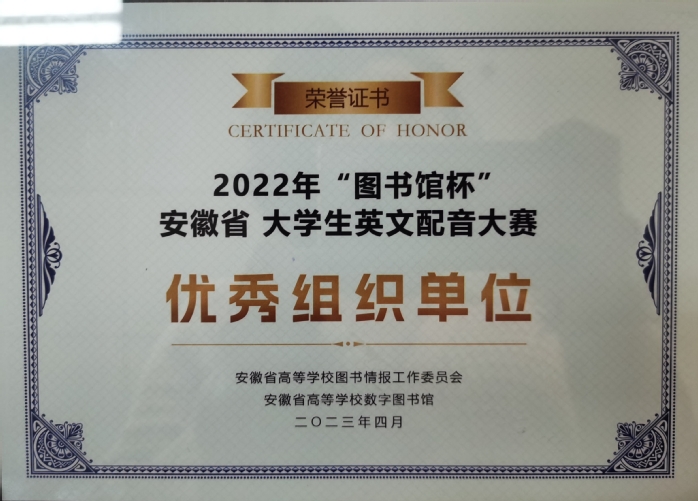 荣誉证书
CERTIFICATE OF HONOR
2022年“图书馆杯”
安徽省 大学生英文配音大赛
优秀组织单位
安徽省高等学校图书情报工作委员会
安徽省高等学校数字图书馆
二〇二三年四月